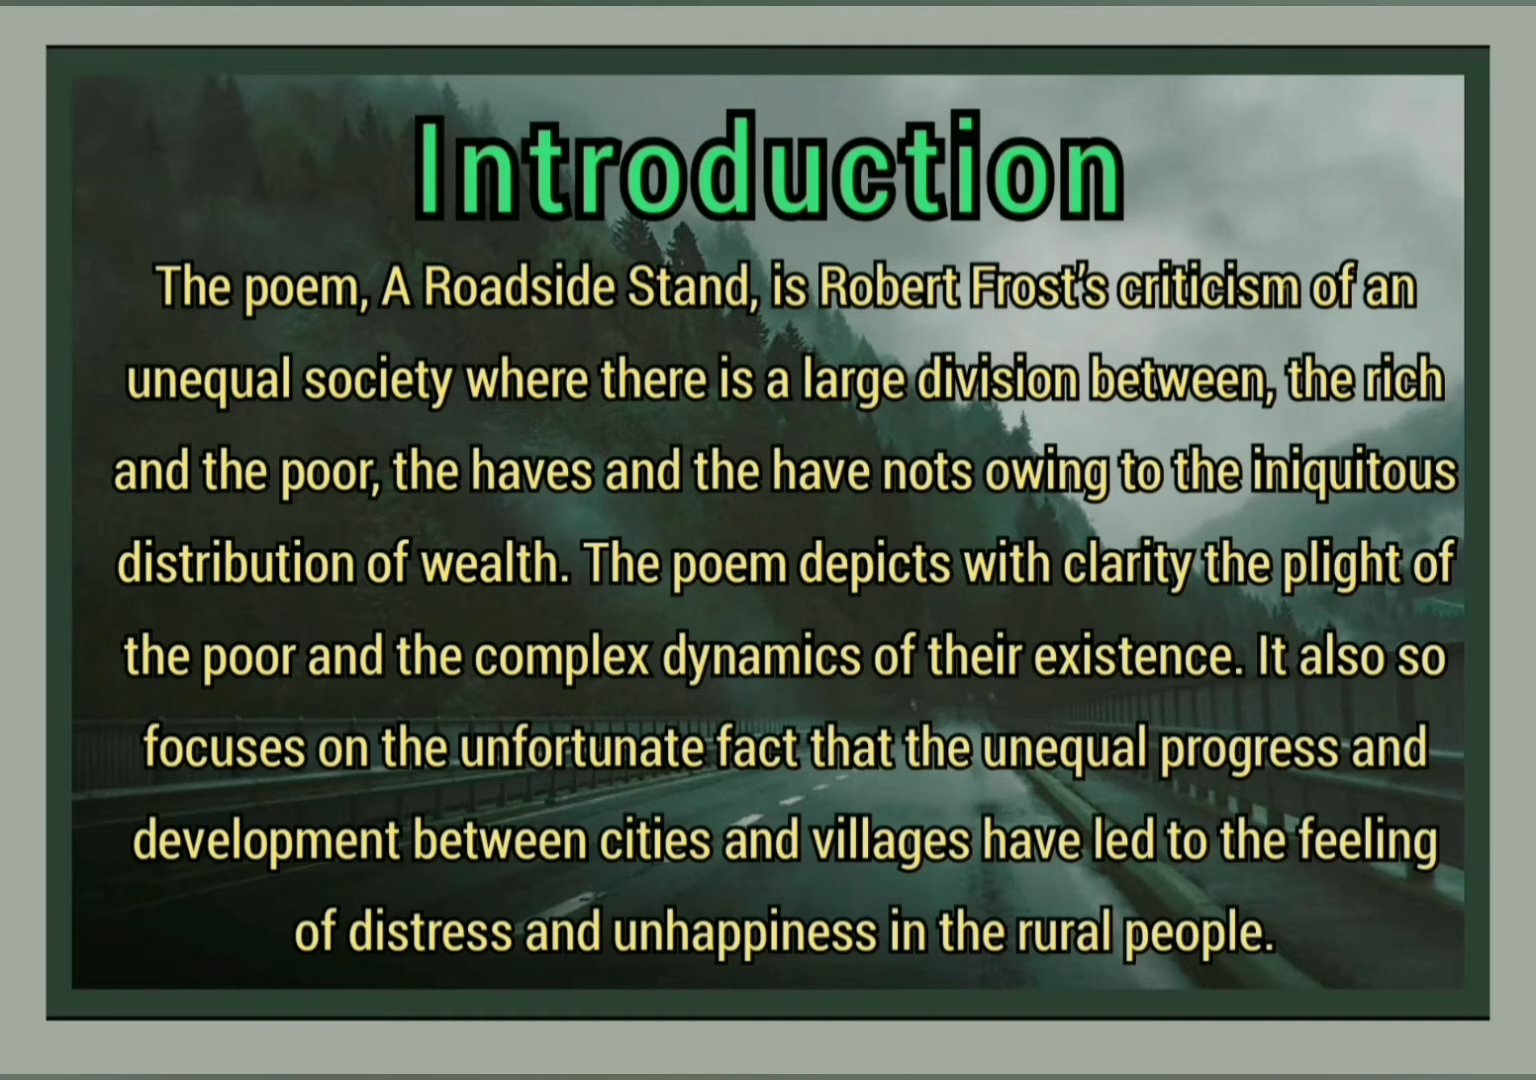 Introduction
The poem, A Roadside Stand, is Robert Frost's criticism of an
unequal society where there is a large division between, the rich
and the poor, the haves and the have nots owing to the iniquitous
distribution of wealth. The poem depicts with clarity the plight of
the poor and the complex dynamics of their existence. It also so
focuses on the unfortunate fact that the unequal progress and
development between cities and villages have led to the feeling
of distress and unhappiness in the rural people.